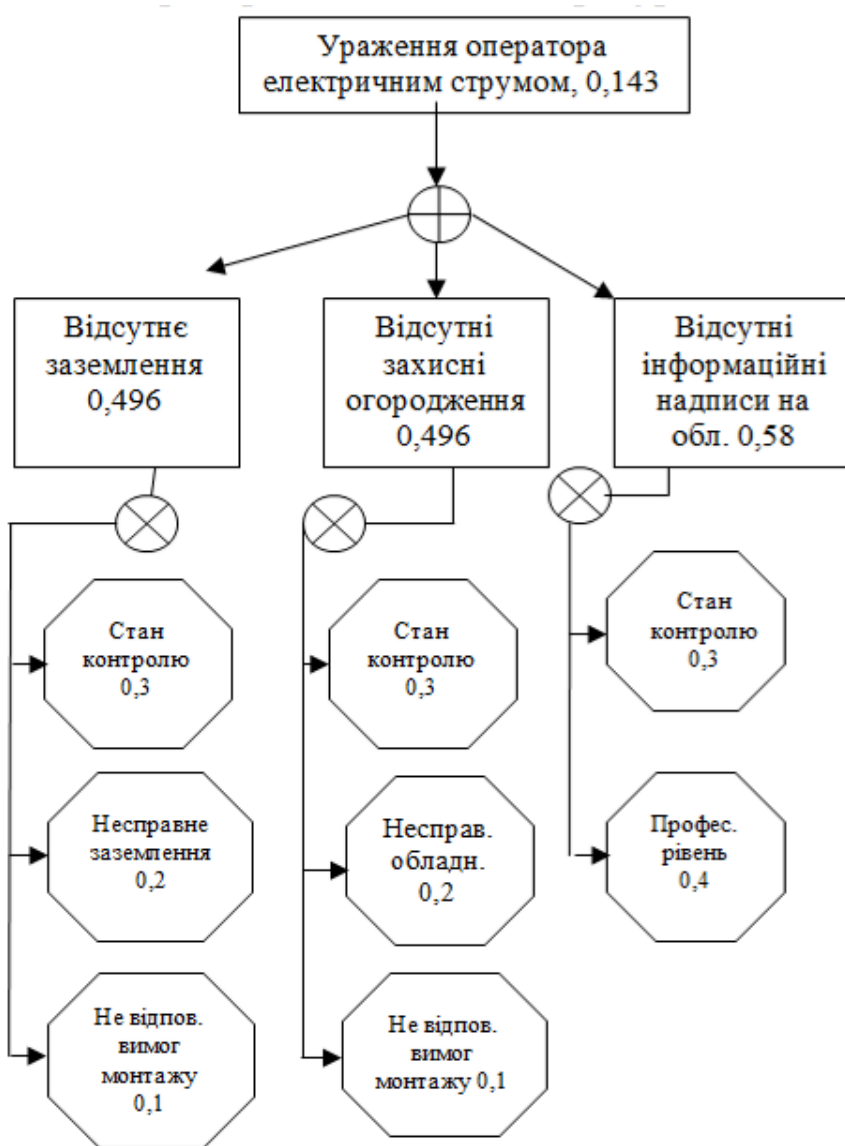 Ураження оператора
електричним струмом, 0,143
Відсутнє
заземлення
0,496
Відсутні
захисні
огородження
0,496
Відсутні
інформаційні
надписи на
обл. 0,58
Стан
контролю
0,3
Стан
контролю
0,3
Стан
контролю
0,3
Несправне
заземлення
0,2
Несправ.
обладн.
0,2
Профес.
рівень
0,4
Не відпов.
вимог
монтажу
0,1
Не відпов.
вимог
монтажу 0,1